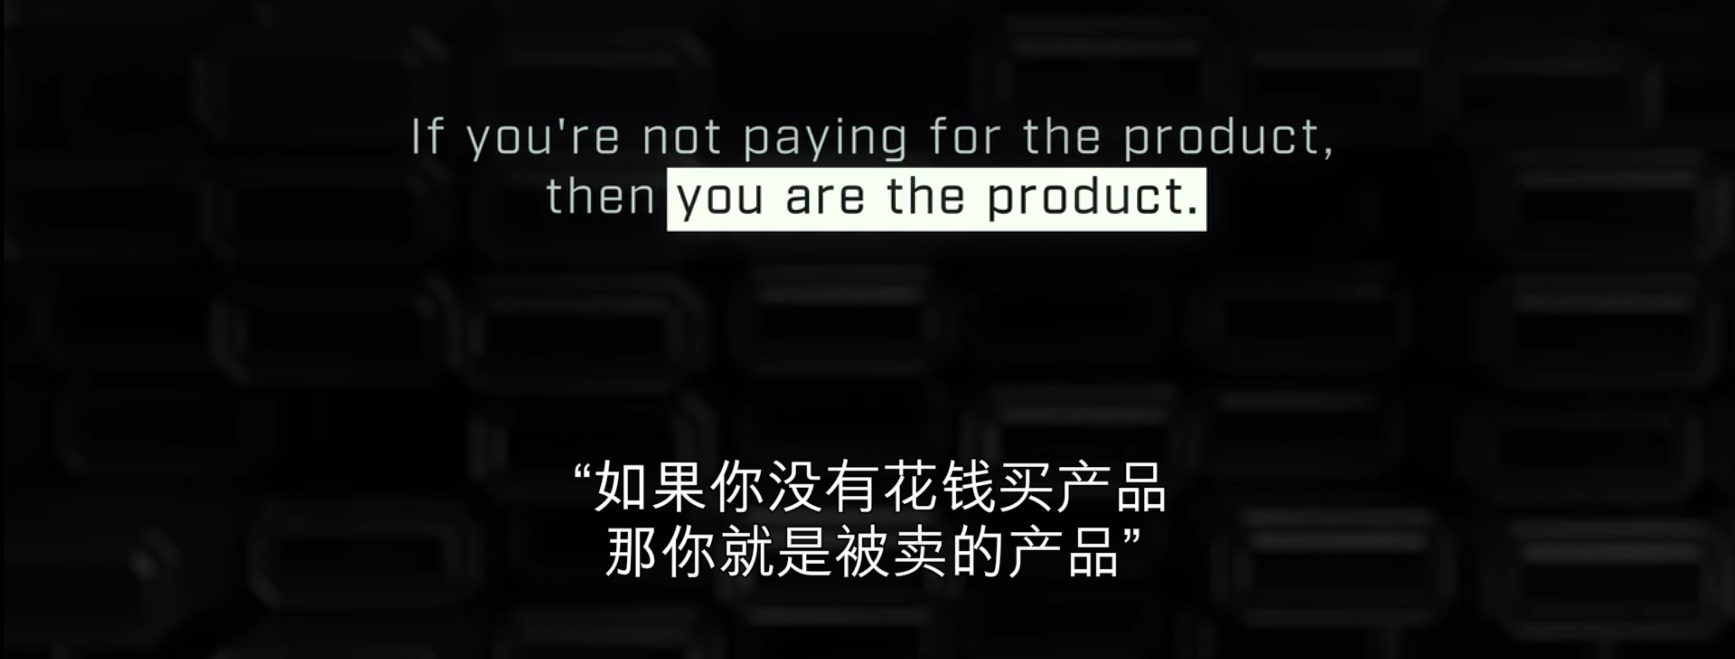 If you're not paying for the product,
then you are the product.
“如果你没有花钱买产品
那你就是被卖的产品”